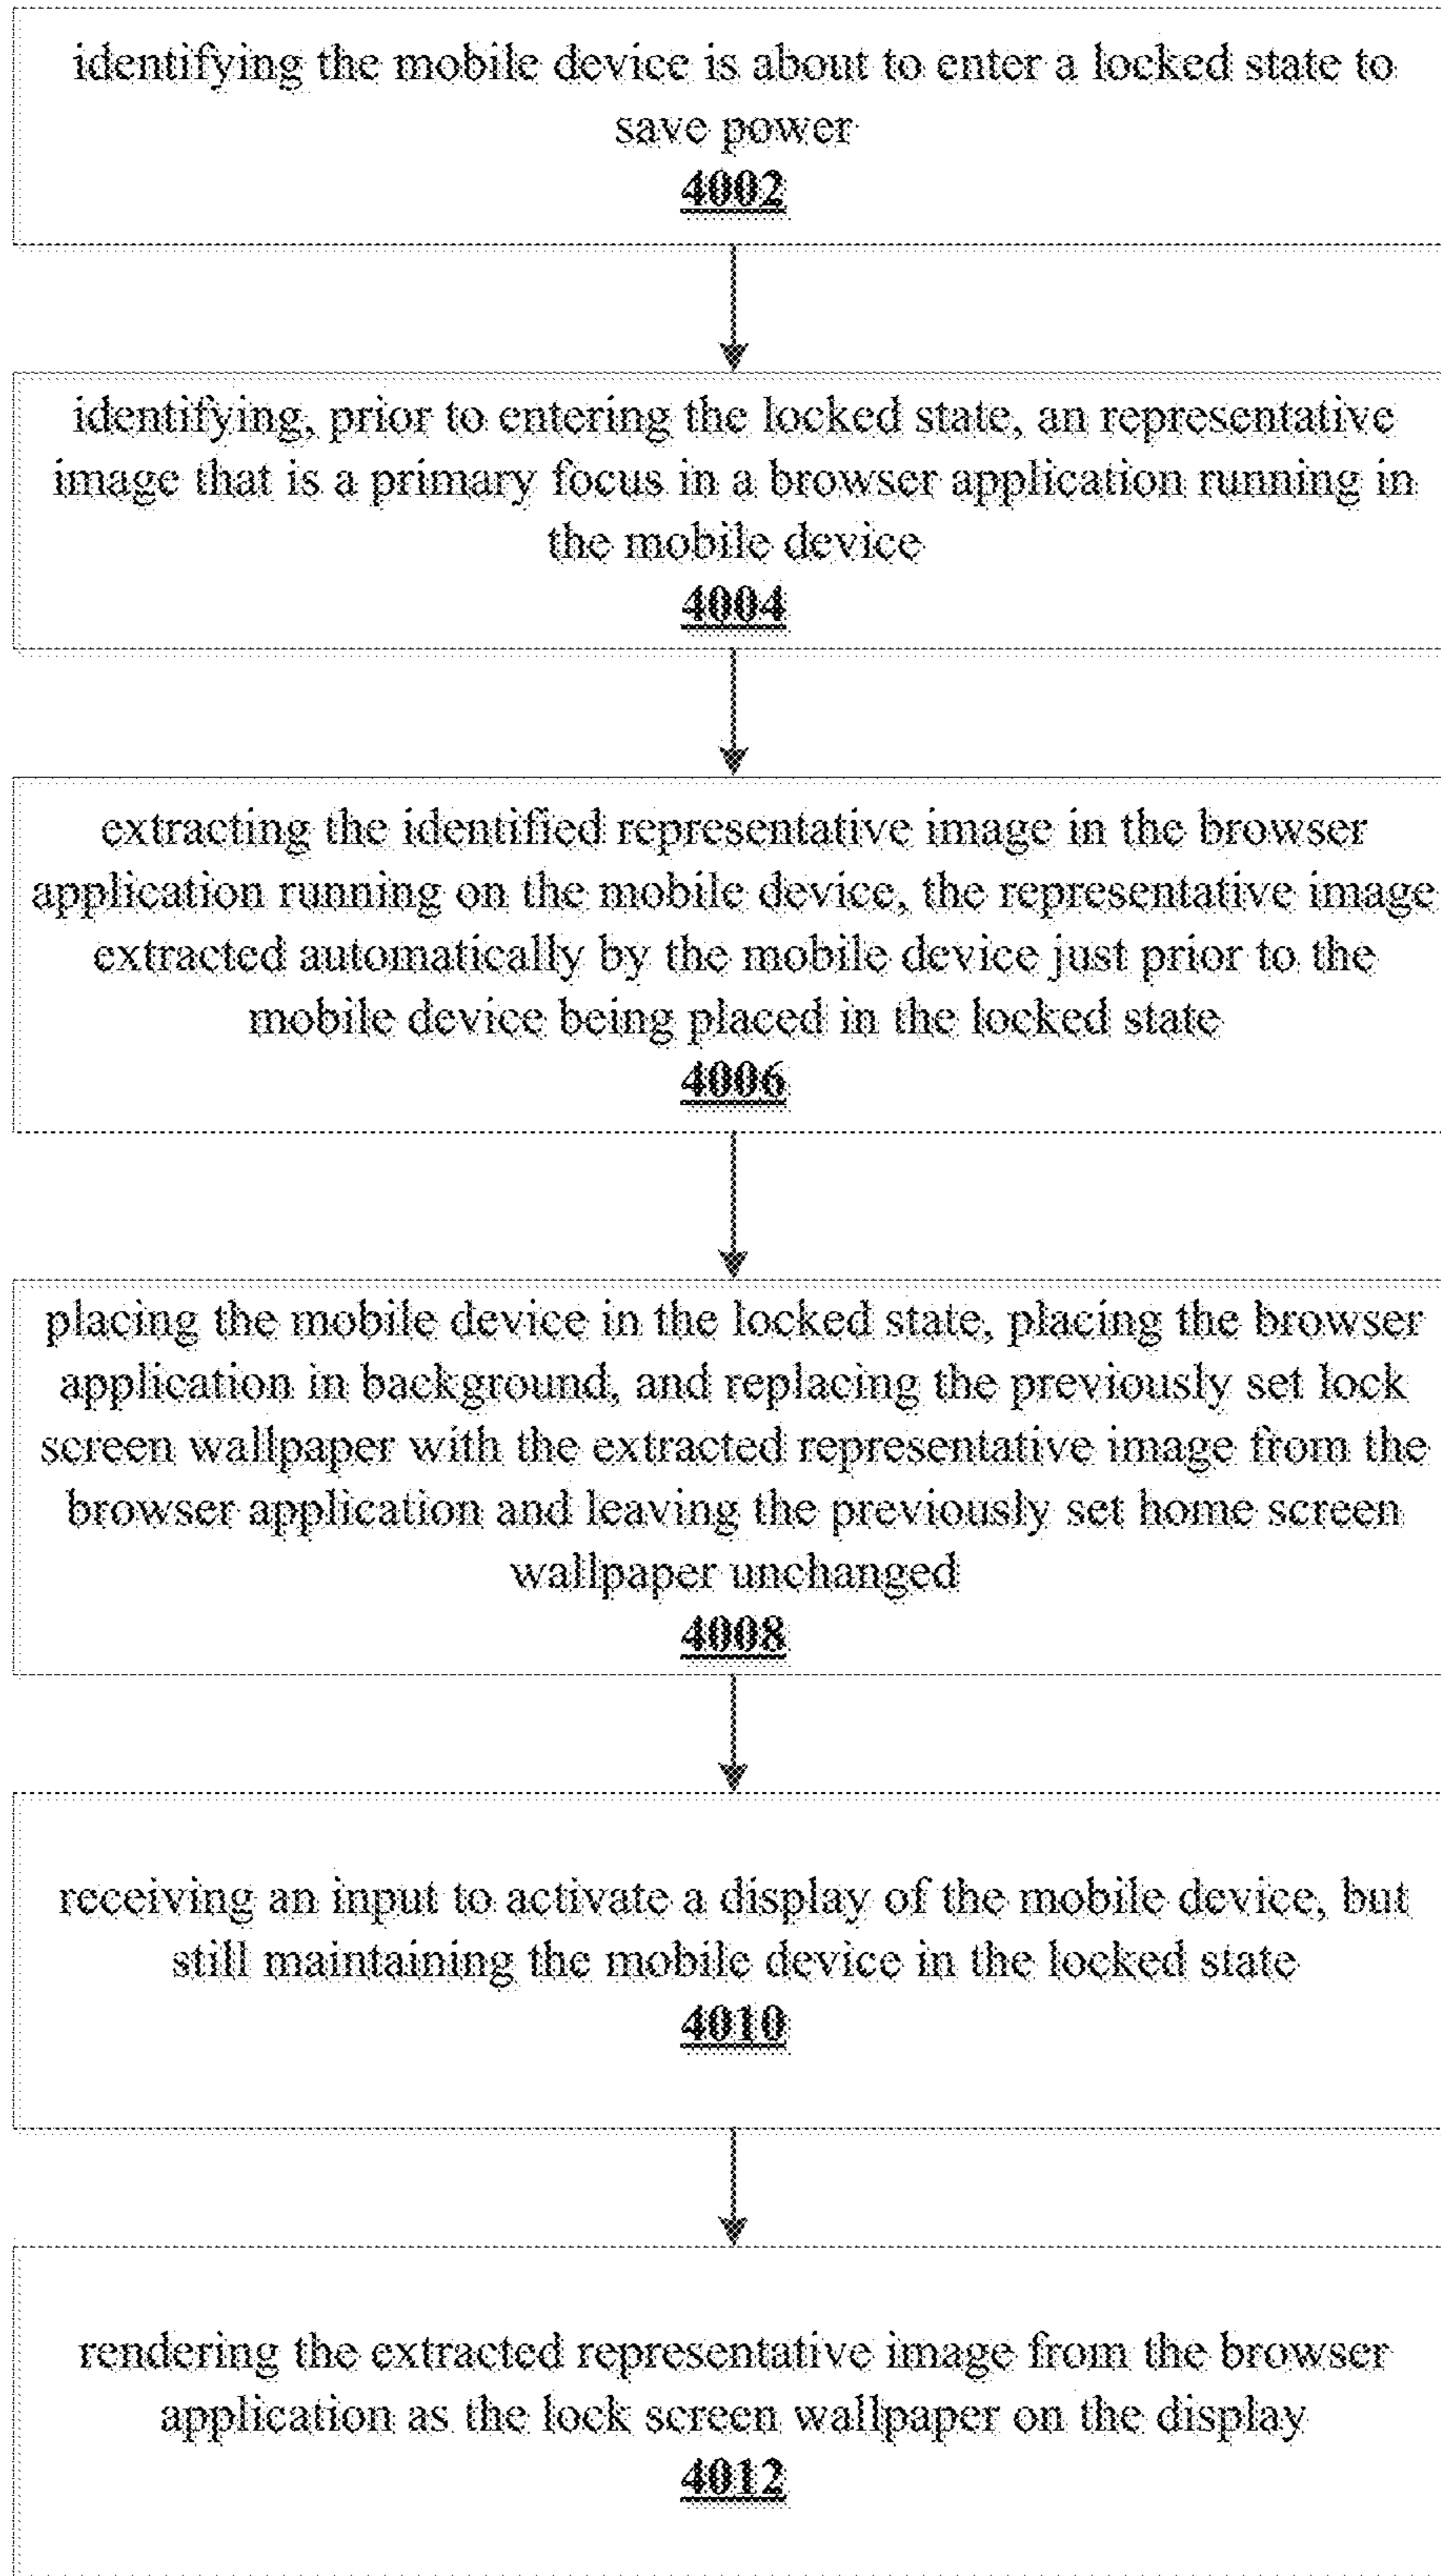 identifying the mobile device is about to enter a locked state to
save power
4002
identifying, prior to entering the locked state, an representative
image that is a primary focus in a browser application running in
the mobile device
4004
extracting the identified representative image in the browser
application running on the mobile device, the representative image
extracted automatically by the mobile device just prior to the
mobile device being placed in the locked state
4006
placing the mobile device in the locked state, placing the browser
application in background, and replacing the previously set lock
screen wallpaper with the extracted representative image from the
browser application and leaving the previously set home screen
wallpaper unchanged
4008
receiving an input to activate a display of the mobile device, but
still maintaining the mobile device in the locked state
4010
rendering the extracted representative image from the browser
application as the lock screen wallpaper on the display
4012